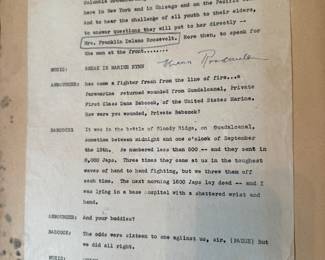 here in New York and in Chicago and on the Pacific
And to hear the challenge of all youth to their elders,
to answer questions they will put to her directly --
Mrs. Franklin Delano Roosevelt. Here then, to speak for
the men at the front.......
MUSIC: SNEAK IN MARINE HYMN
ANNOUNCER: Has come a fighter fresh from the line of fire...a
Leatherneck returned wounded from Guadalcanal, Private
First Class Dana Babcock, of the United States Marines.
How were you wounded, Private Babcock?
BABCOCK: It was in the battle of Bloody Ridge, on Guadalcanal,
sometime between midnight and one o'clock of September
the 13th. We numbered less than 500 -- and they sent in
8,000 Japs. Three times they came at us in the toughest
waves of hand to hand fighting, but we threw them off
each time. The next morning 1600 Japs lay dead -- and I
was lying in a base hospital with a shattered wrist and
hand.
ANNOUNCER: And your buddies?
BABCOCK: The odds were sixteen to one against us, sir. (PAUSE) But
we did all right.
MUSIC: